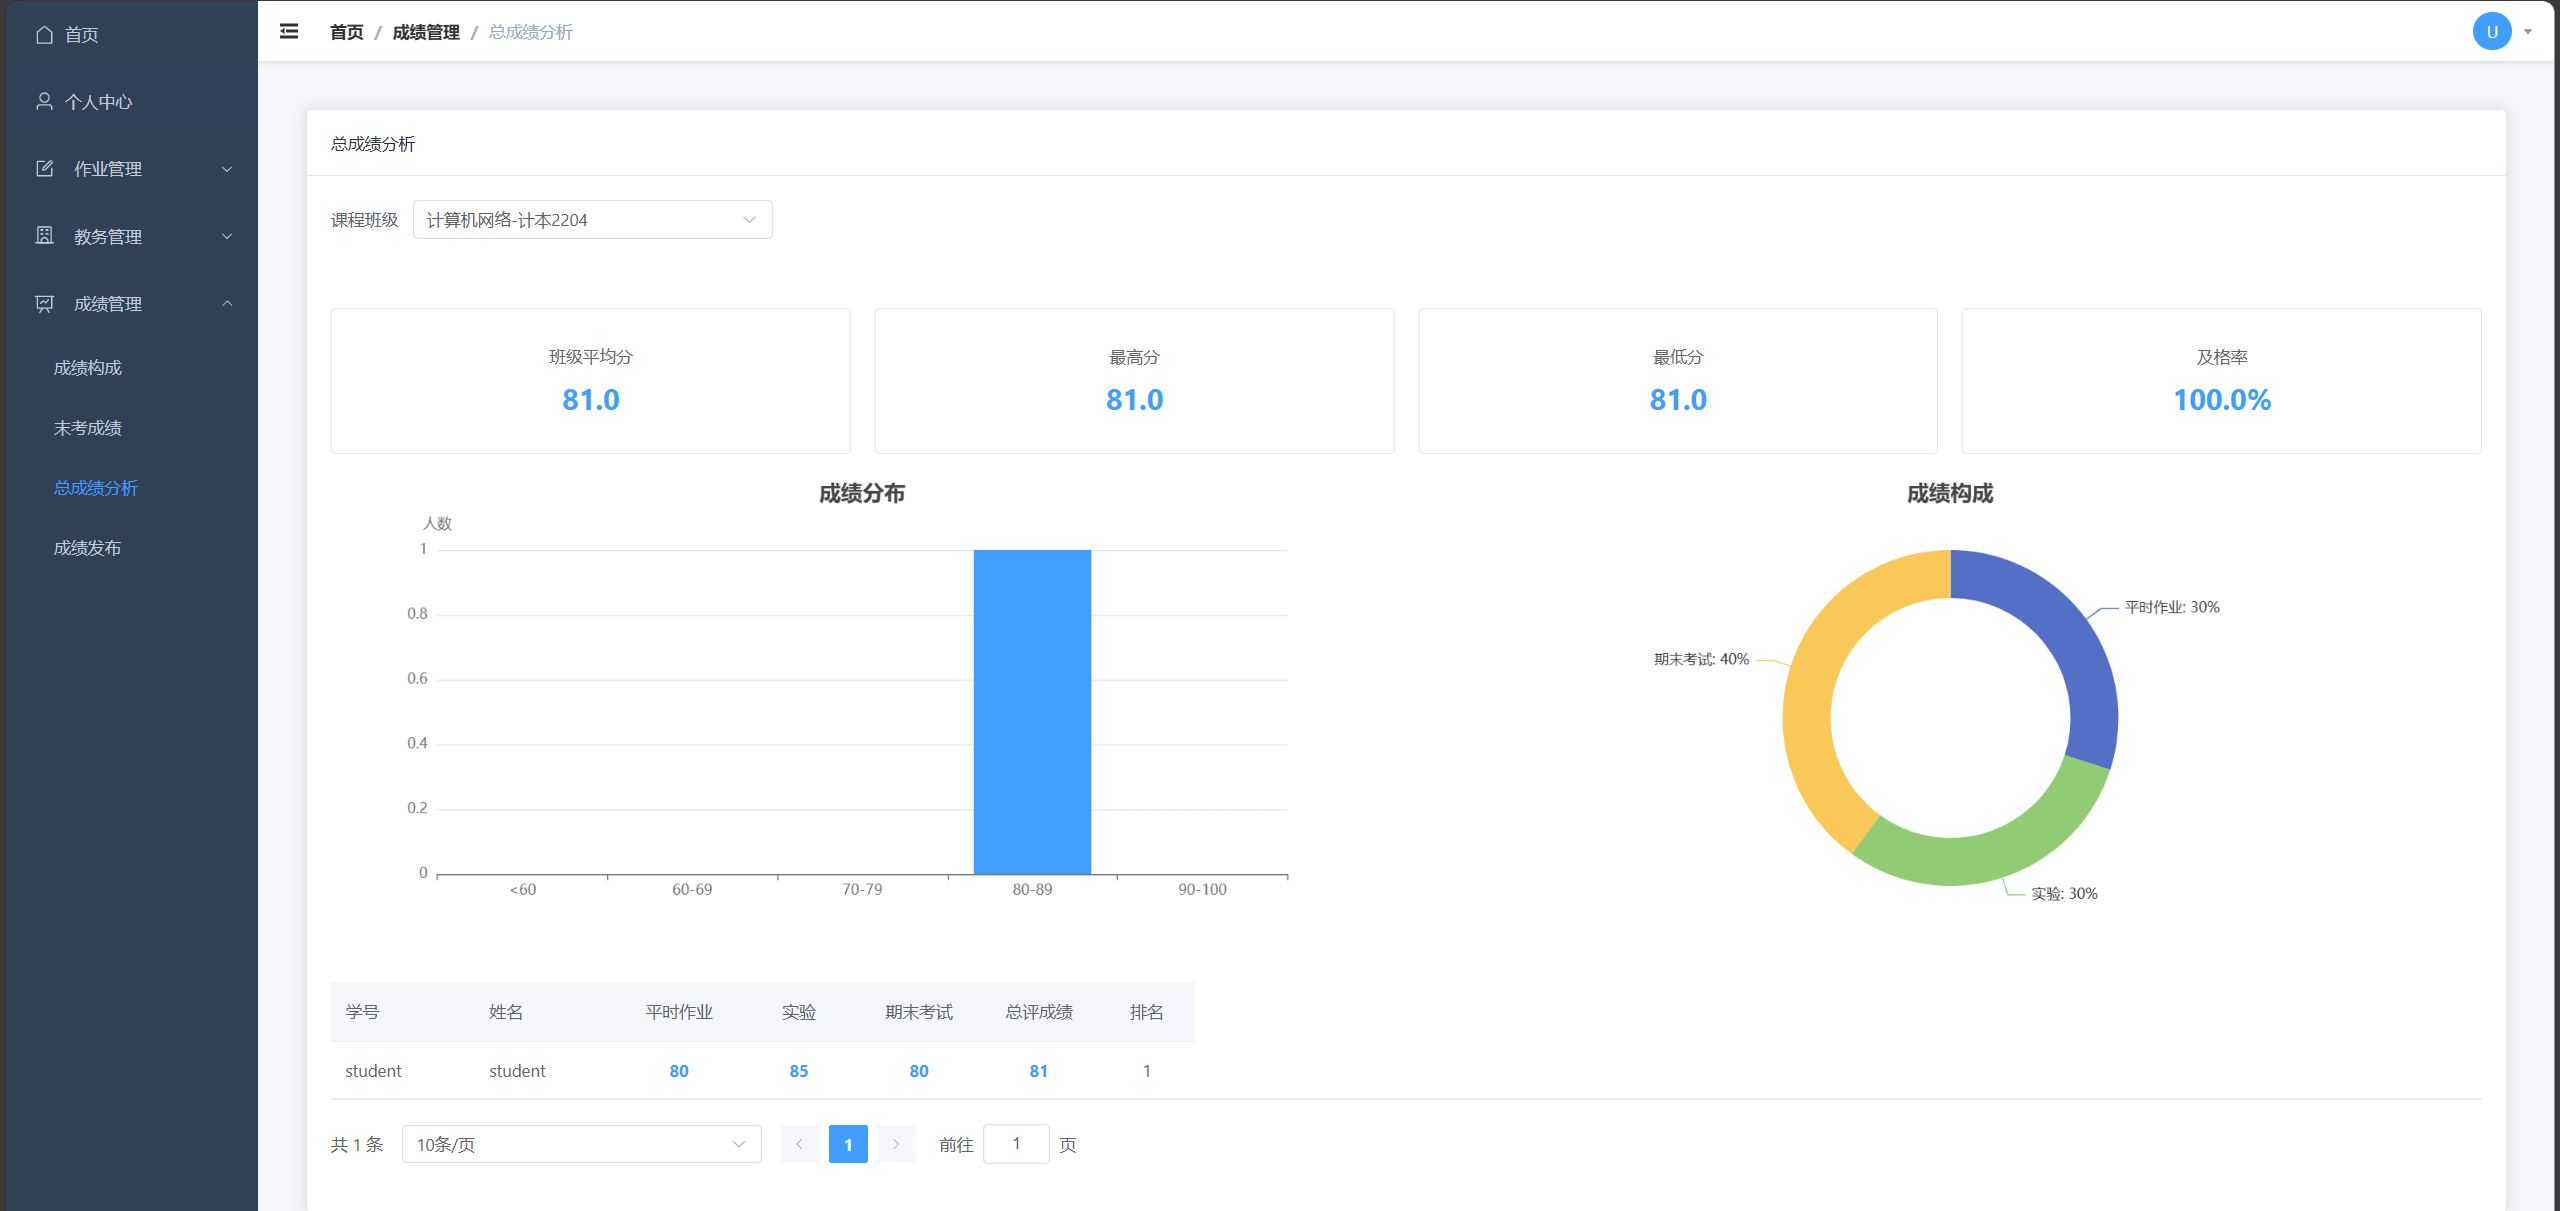 首页
个人中心
作业管理
教务管理
成绩管理
成绩构成
末考成绩
总成绩分析
成绩发布
首页 / 成绩管理 / 总成绩分析
U
总成绩分析
课程班级 计算机网络-计本2204
班级平均分 最高分 最低分 及格率
81.0 81.0 81.0 100.0%
成绩分布
人数
1
0.8
0.6
0.4
0.2
0
<60 60-69 70-79 80-89 90-100
成绩构成
平时作业: 30%
期末考试: 40%
实验: 30%
学号 姓名 平时作业 实验 期末考试 总评成绩 排名
student student 80 85 80 81 1
共 1 条 10条/页 1 前往 1 页